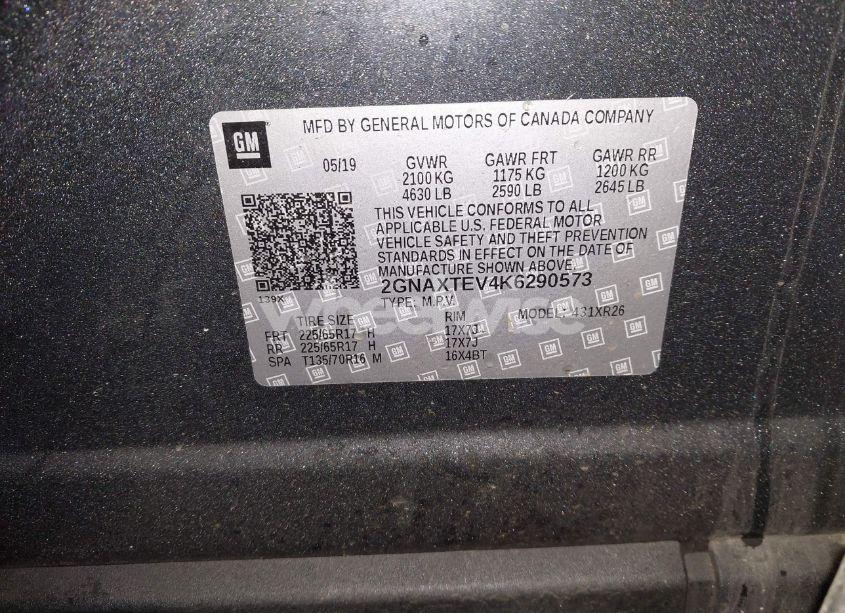 GM
MFD BY GENERAL MOTORS OF CANADA COMPANY
05/19 GVWR GAWR FRT GAWR RR
2100 KG 1175 KG 1200 KG
4630 LB 2590 LB 2645 LB
THIS VEHICLE CONFORMS TO ALL
APPLICABLE U.S. FEDERAL MOTOR
VEHICLE SAFETY AND THEFT PREVENTION
STANDARDS IN EFFECT ON THE DATE OF
MANUFACTURE SHOWN ABOVE.
2GNAXTEV4K6290573
139X TYPE: M.P.V. MODEL: 431XR26
TIRE SIZE RIM
FRT 225/65R17 H 17X7J
RR 225/65R17 H 17X7J
SPA T135/70R16 M 16X4BT